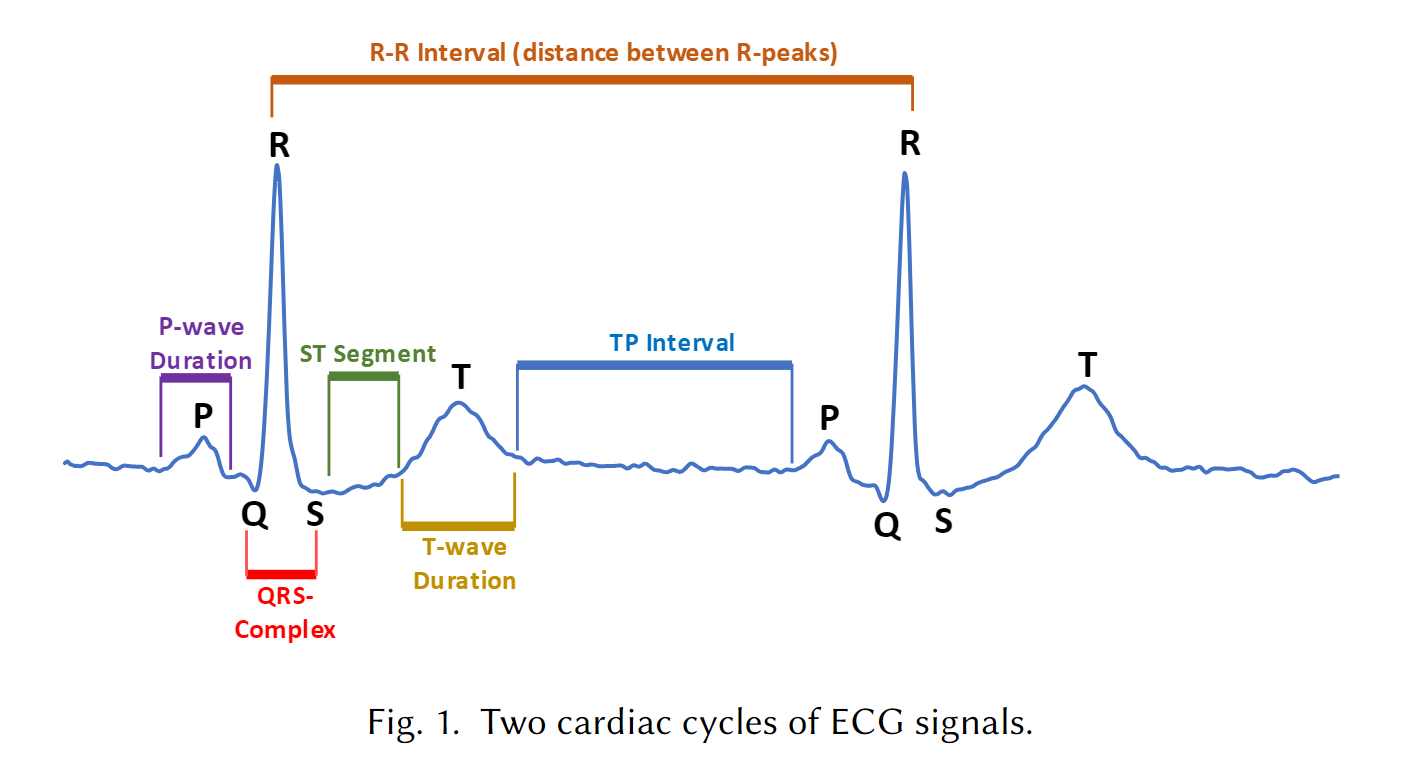 R-R Interval (distance between R-peaks)
R
R
P-wave
Duration
ST Segment
TP Interval
T
T
P
P
Q
S
Q
S
T-wave
Duration
QRS-
Complex
Fig. 1. Two cardiac cycles of ECG signals.